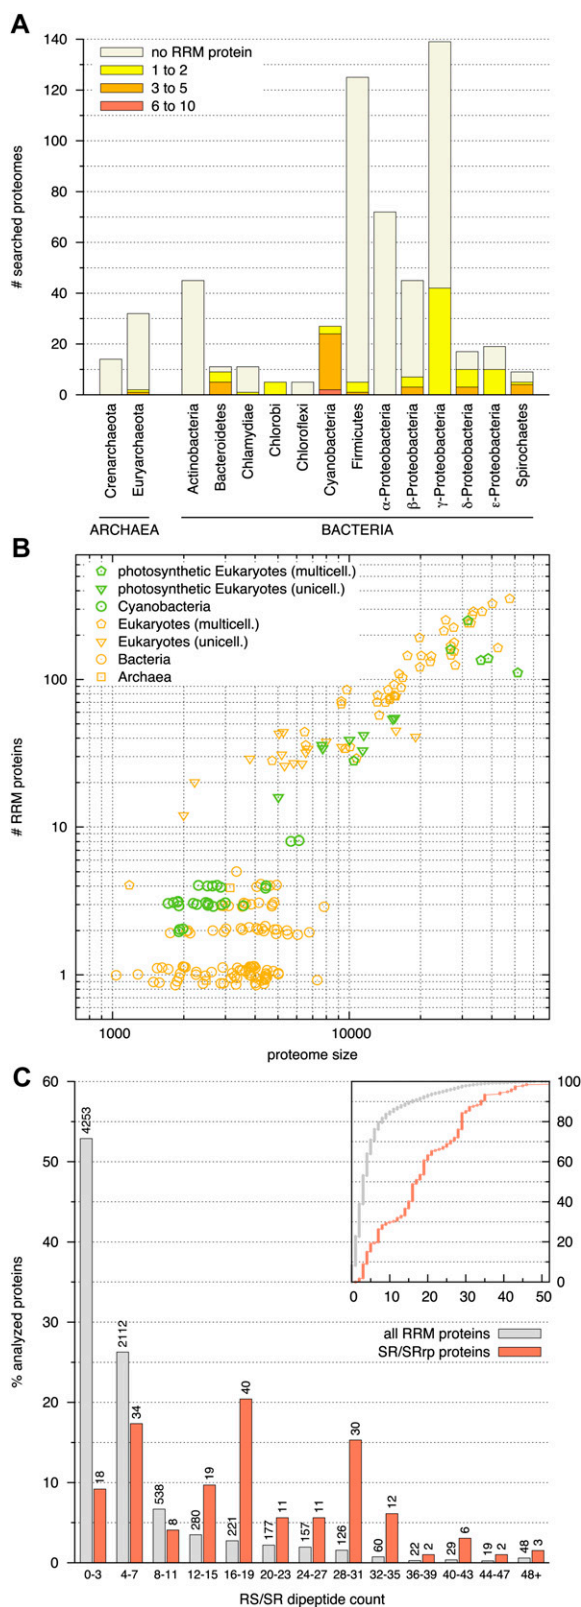 A
140
120
100
80
60
40
20
0
# searched proteomes
no RRM protein
1 to 2
3 to 5
6 to 10
Crenarchaeota
Euryarchaeota
Actinobacteria
Bacteroidetes
Chlamydiae
Chlorobi
Chloroflexi
Cyanobacteria
Firmicutes
α-Proteobacteria
β-Proteobacteria
γ-Proteobacteria
δ-Proteobacteria
ε-Proteobacteria
Spirochaetes
ARCHAEA
BACTERIA
B
photosynthetic Eukaryotes (multicell.)
photosynthetic Eukaryotes (unicell.)
Cyanobacteria
Eukaryotes (multicell.)
Eukaryotes (unicell.)
Bacteria
Archaea
100
10
1
# RRM proteins
1000
10000
proteome size
C
60
50
40
30
20
10
0
% analyzed proteins
100
80
60
40
20
0
0
10
20
30
40
50
all RRM proteins
SR/SRrp proteins
4253
18
2112
34
538
8
280
19
221
40
177
11
157
11
126
30
60
12
22
2
29
6
19
2
48
3
0-3
4-7
8-11
12-15
16-19
20-23
24-27
28-31
32-35
36-39
40-43
44-47
48+
RS/SR dipeptide count